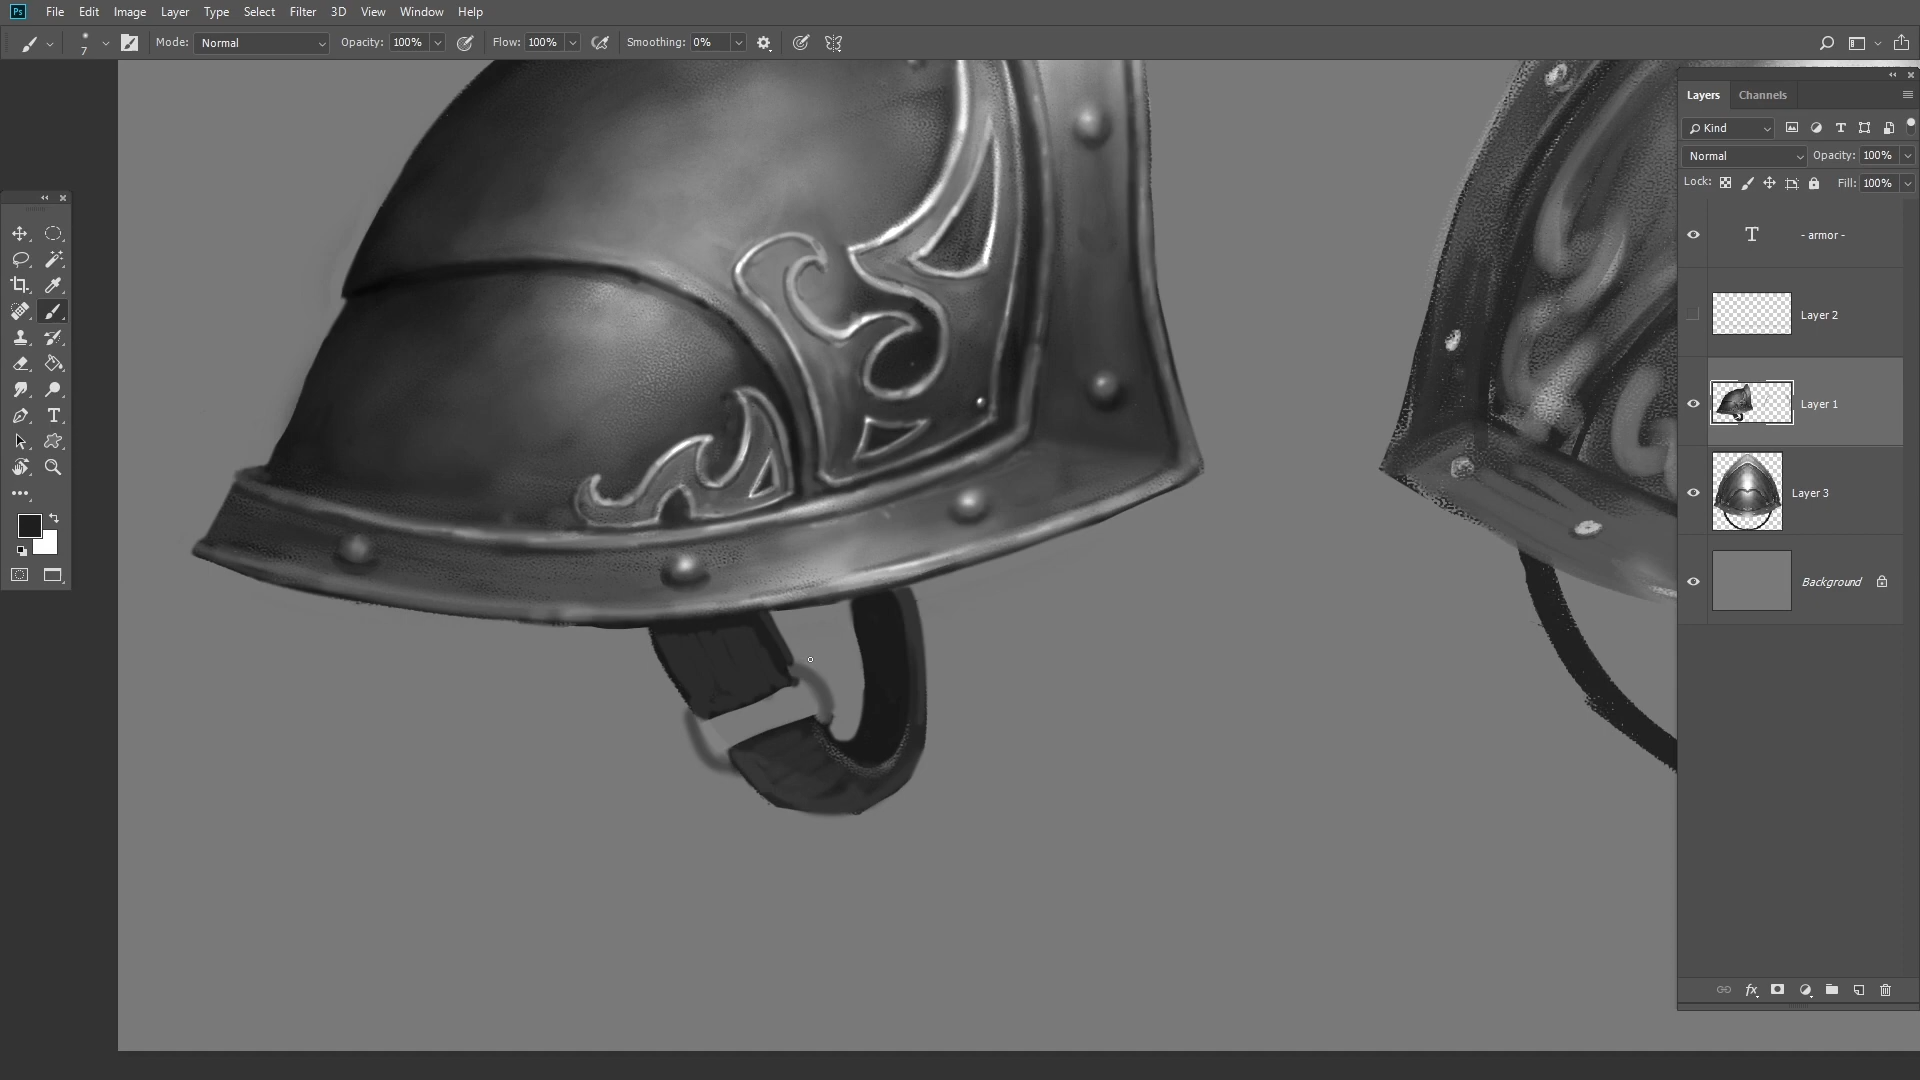 Ps File Edit Image Layer Type Select Filter 3D View Window Help
7 Mode: Normal Opacity: 100% Flow: 100% Smoothing: 0%
Layers Channels
Kind
Normal Opacity: 100%
Lock: Fill: 100%
- armor -
Layer 2
Layer 1
Layer 3
Background